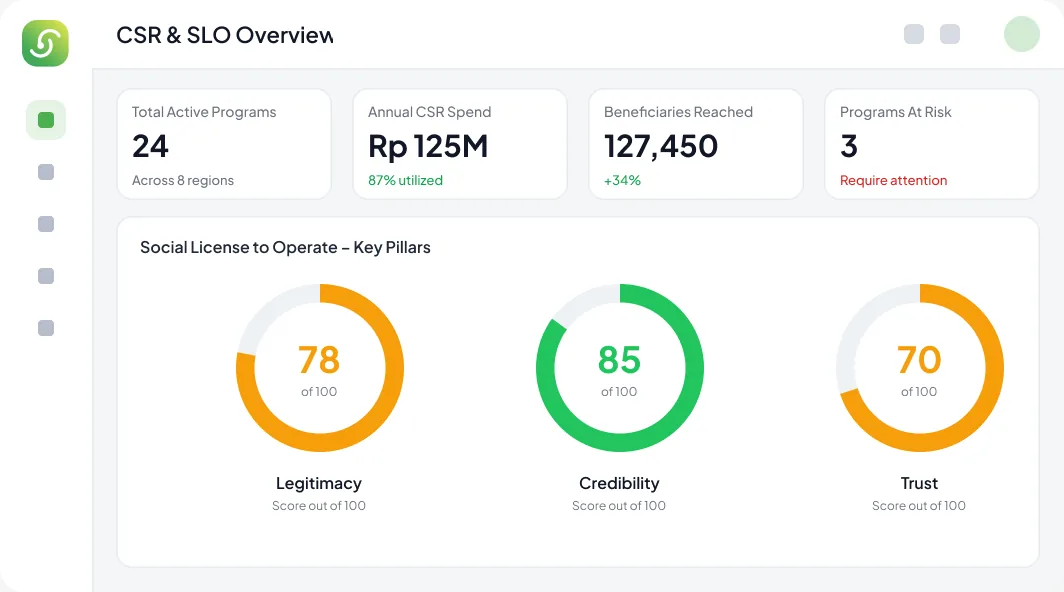 CSR & SLO Overview
Total Active Programs
24
Across 8 regions
Annual CSR Spend
Rp 125M
87% utilized
Beneficiaries Reached
127,450
+34%
Programs At Risk
3
Require attention
Social License to Operate – Key Pillars
78
of 100
Legitimacy
Score out of 100
85
of 100
Credibility
Score out of 100
70
of 100
Trust
Score out of 100